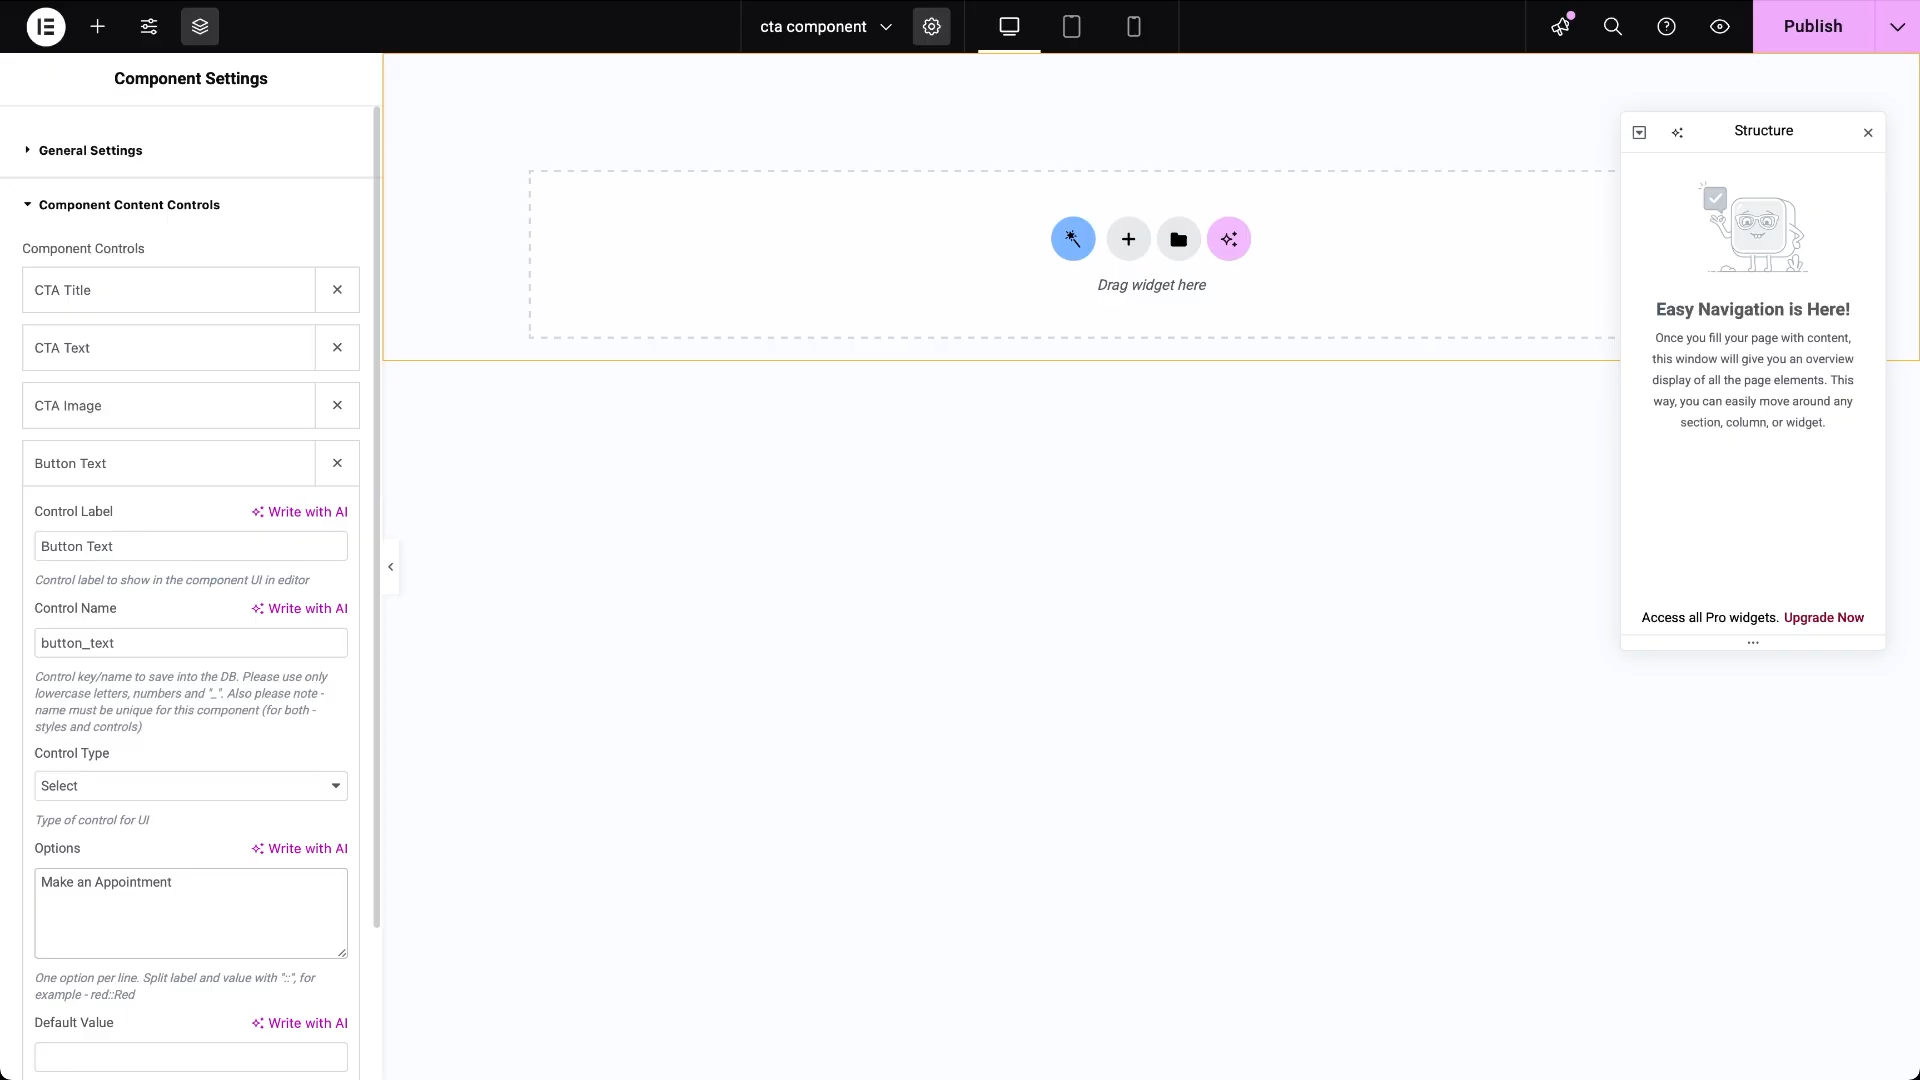 cta component
Publish
Component Settings
General Settings
Component Content Controls
Component Controls
CTA Title
CTA Text
CTA Image
Button Text
Control Label
Write with AI
Button Text
Control label to show in the component UI in editor
Control Name
Write with AI
button_text
Control key/name to save into the DB. Please use only
lowercase letters, numbers and "_". Also please note -
name must be unique for this component (for both -
styles and controls)
Control Type
Select
Type of control for UI
Options
Write with AI
Make an Appointment
One option per line. Split label and value with "::", for
example - red::Red
Default Value
Write with AI
Drag widget here
Structure
Easy Navigation is Here!
Once you fill your page with content,
this window will give you an overview
display of all the page elements. This
way, you can easily move around any
section, column, or widget.
Access all Pro widgets. Upgrade Now